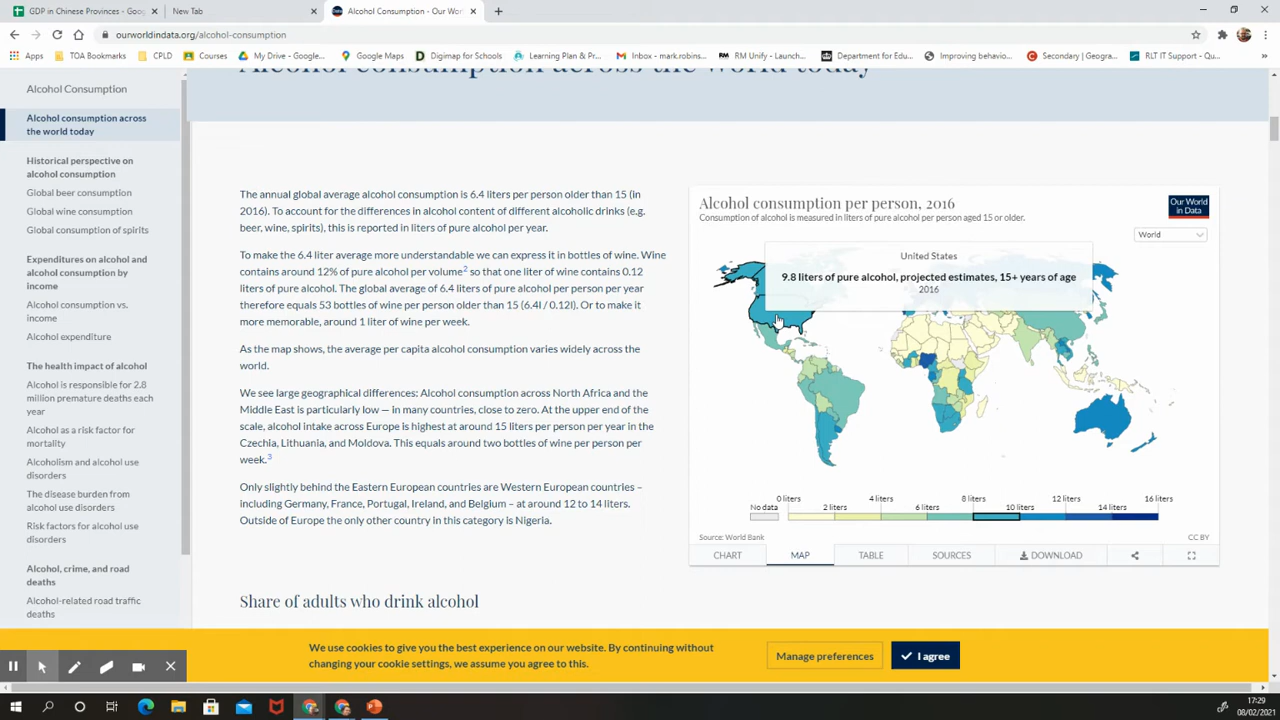 GDP in Chinese Provinces - Goo
New Tab
Alcohol Consumption - Our Wo
ourworldindata.org/alcohol-consumption
Apps
TOA Bookmarks
CPLD
Courses
My Drive - Google...
Google Maps
Digimap for Schools
Learning Plan & Pr...
Inbox - mark.robins...
RM Unify - Launch...
Department for Edu...
Improving behavio...
Secondary | Geogra...
RLT IT Support - Qu...
Alcohol consumption across the world today
Alcohol Consumption
Alcohol consumption across
the world today
Historical perspective on
alcohol consumption
Global beer consumption
Global wine consumption
Global consumption of spirits
Expenditures on alcohol and
alcohol consumption by
income
Alcohol consumption vs.
income
Alcohol expenditure
The health impact of alcohol
Alcohol is responsible for 2.8
million premature deaths each
year
Alcohol as a risk factor for
mortality
Alcoholism and alcohol use
disorders
The disease burden from
alcohol use disorders
Risk factors for alcohol use
disorders
Alcohol, crime, and road
deaths
Alcohol-related road traffic
deaths
The annual global average alcohol consumption is 6.4 liters per person older than 15 (in
2016). To account for the differences in alcohol content of different alcoholic drinks (e.g.
beer, wine, spirits), this is reported in liters of pure alcohol per year.
To make the 6.4 liter average more understandable we can express it in bottles of wine. Wine
contains around 12% of pure alcohol per volume2 so that one liter of wine contains 0.12
liters of pure alcohol. The global average of 6.4 liters of pure alcohol per person per year
therefore equals 53 bottles of wine per person older than 15 (6.4l / 0.12l). Or to make it
more memorable, around 1 liter of wine per week.
As the map shows, the average per capita alcohol consumption varies widely across the
world.
We see large geographical differences: Alcohol consumption across North Africa and the
Middle East is particularly low — in many countries, close to zero. At the upper end of the
scale, alcohol intake across Europe is highest at around 15 liters per person per year in the
Czechia, Lithuania, and Moldova. This equals around two bottles of wine per person per
week.3
Only slightly behind the Eastern European countries are Western European countries –
including Germany, France, Portugal, Ireland, and Belgium – at around 12 to 14 liters.
Outside of Europe the only other country in this category is Nigeria.
Share of adults who drink alcohol
Alcohol consumption per person, 2016
Consumption of alcohol is measured in liters of pure alcohol per person aged 15 or older.
Our World
in Data
World
United States
9.8 liters of pure alcohol, projected estimates, 15+ years of age
2016
0 liters 4 liters 8 liters 12 liters 16 liters
No data 2 liters 6 liters 10 liters 14 liters
Source: World Bank
CC BY
CHART MAP TABLE SOURCES DOWNLOAD
We use cookies to give you the best experience on our website. By continuing without
changing your cookie settings, we assume you agree to this.
Manage preferences
I agree
17:29
08/02/2021